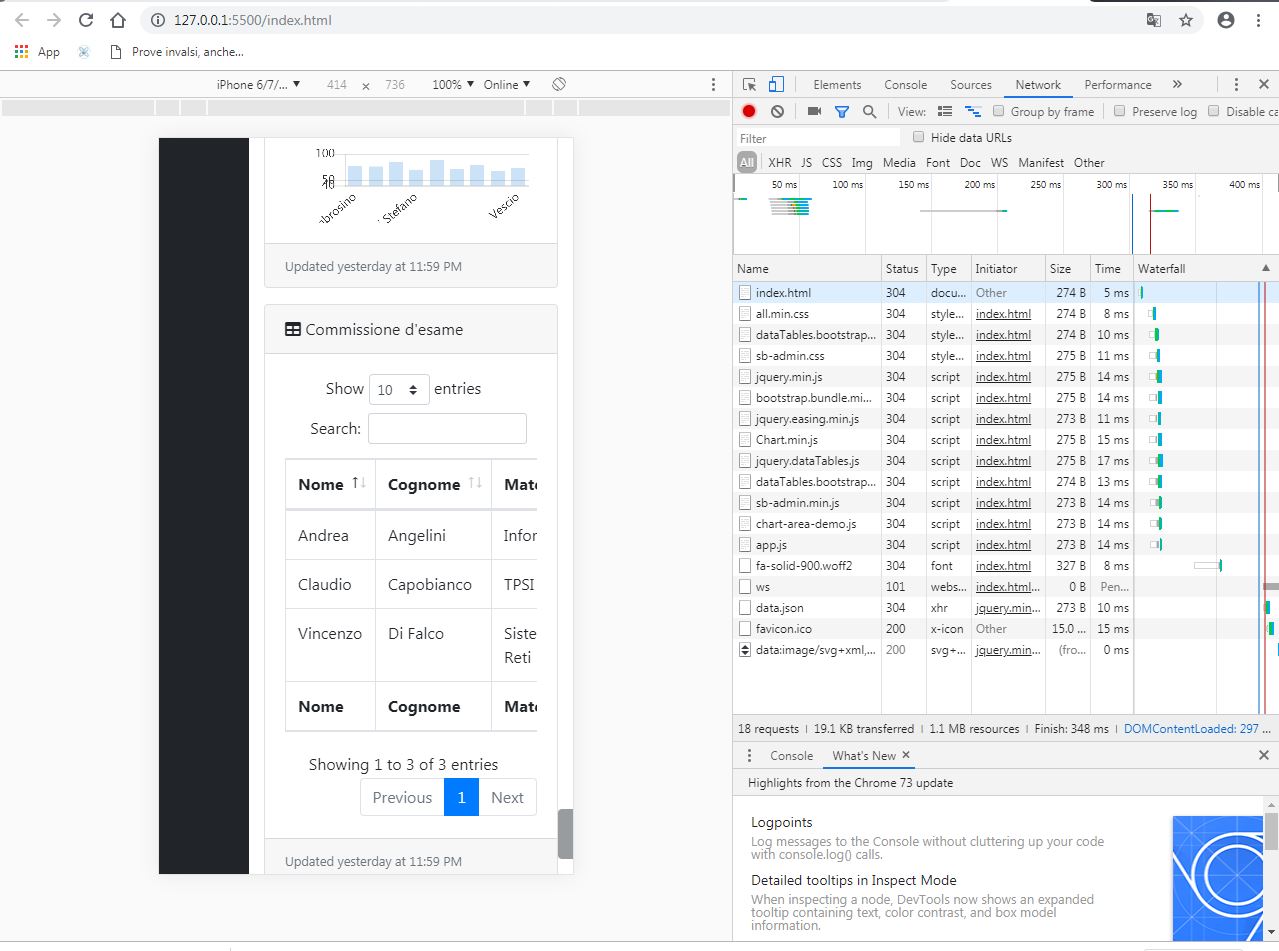 127.0.0.1:5500/index.html
App Prove invalsi, anche...
iPhone 6/7/... ▼ 414 x 736 100% ▼ Online ▼
Elements Console Sources Network Performance »
View: Group by frame Preserve log Disable ca
Filter Hide data URLs
All XHR JS CSS Img Media Font Doc WS Manifest Other
50 ms 100 ms 150 ms 200 ms 250 ms 300 ms 350 ms 400 ms
100
50
Stefano
Vescio
Updated yesterday at 11:59 PM
Commissione d'esame
Show 10 entries
Search:
Nome Cognome Mate
Andrea Angelini Infor
Claudio Capobianco TPSI
Vincenzo Di Falco Siste
Reti
Nome Cognome Mate
Showing 1 to 3 of 3 entries
Previous 1 Next
Updated yesterday at 11:59 PM
Name Status Type Initiator Size Time Waterfall
index.html 304 docu... Other 274 B 5 ms
all.min.css 304 style... index.html 274 B 8 ms
dataTables.bootstrap... 304 style... index.html 274 B 10 ms
sb-admin.css 304 style... index.html 275 B 11 ms
jquery.min.js 304 script index.html 275 B 14 ms
bootstrap.bundle.mi... 304 script index.html 275 B 14 ms
jquery.easing.min.js 304 script index.html 273 B 11 ms
Chart.min.js 304 script index.html 275 B 15 ms
jquery.dataTables.js 304 script index.html 275 B 17 ms
dataTables.bootstrap... 304 script index.html 274 B 13 ms
sb-admin.min.js 304 script index.html 273 B 14 ms
chart-area-demo.js 304 script index.html 273 B 14 ms
app.js 304 script index.html 273 B 14 ms
fa-solid-900.woff2 304 font index.html 327 B 8 ms
ws 101 webs... index.html... 0 B Pen...
data.json 304 xhr jquery.min... 273 B 10 ms
favicon.ico 200 x-icon Other 15.0 ... 15 ms
data:image/svg+xml,... 200 svg+... jquery.min... (fro... 0 ms
18 requests | 19.1 KB transferred | 1.1 MB resources | Finish: 348 ms | DOMContentLoaded: 297 ...
Console What's New
Highlights from the Chrome 73 update
Logpoints
Log messages to the Console without cluttering up your code
with console.log() calls.
Detailed tooltips in Inspect Mode
When inspecting a node, DevTools now shows an expanded
tooltip containing text, color contrast, and box model
information.